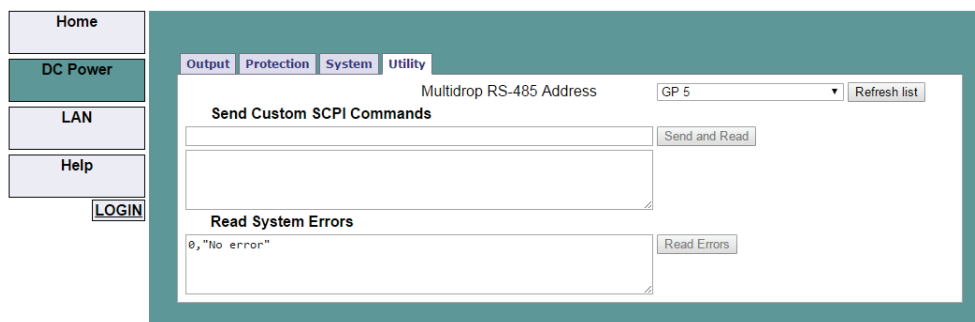 Home
DC Power
LAN
Help
LOGIN
Output Protection System Utility
Multidrop RS-485 Address GP 5 Refresh list
Send Custom SCPI Commands
Send and Read
Read System Errors
0,"No error"
Read Errors